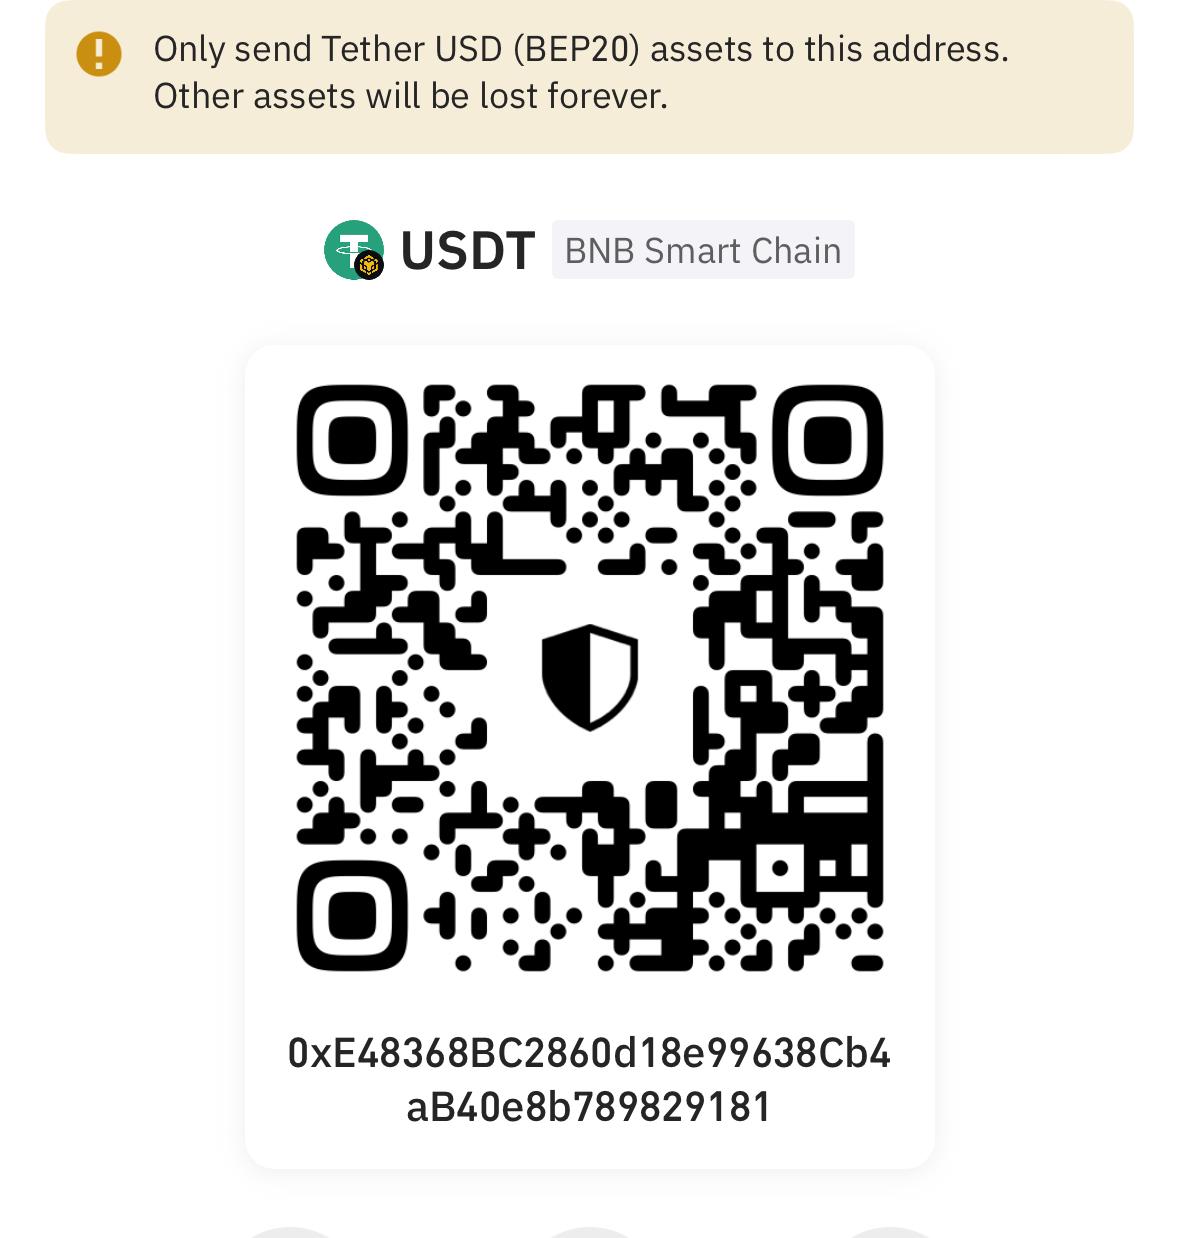 Only send Tether USD (BEP20) assets to this address.
Other assets will be lost forever.
USDT BNB Smart Chain
0xE48368BC2860d18e99638Cb4
aB40e8b789829181